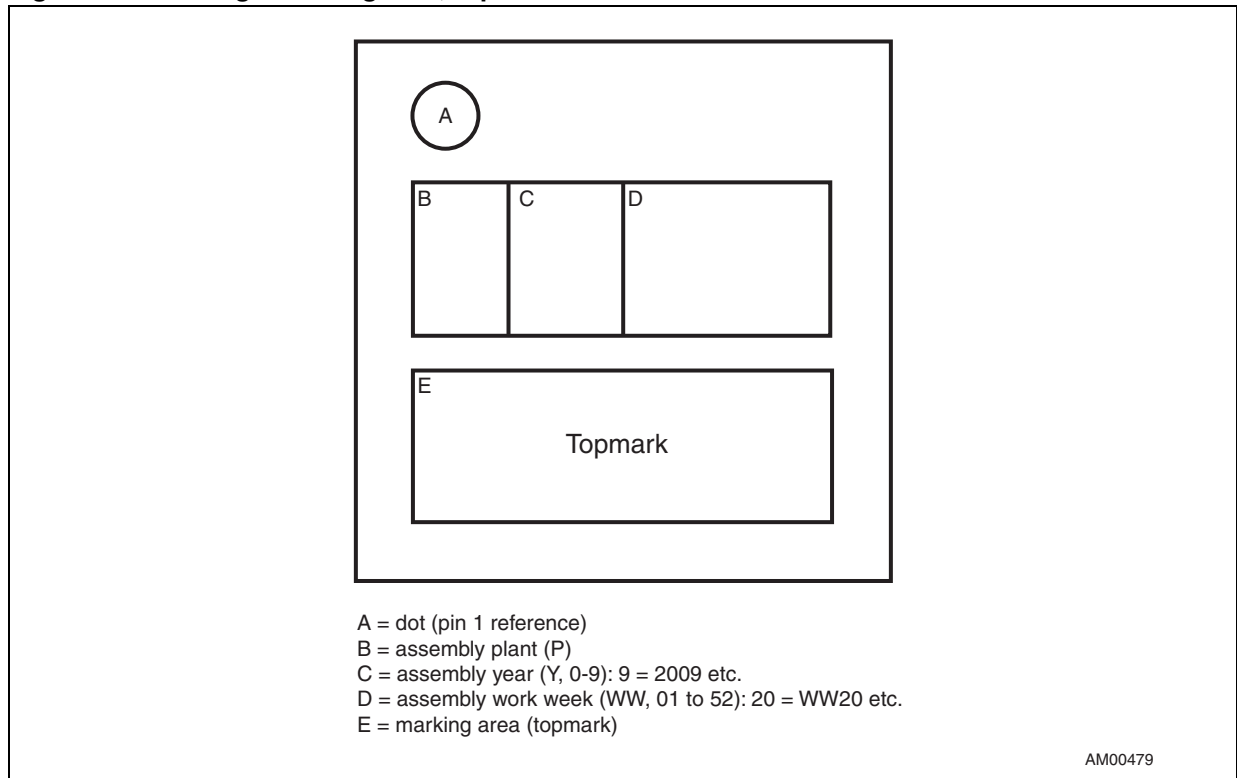 A
B C D
E
Topmark
A = dot (pin 1 reference)
B = assembly plant (P)
C = assembly year (Y, 0-9): 9 = 2009 etc.
D = assembly work week (WW, 01 to 52): 20 = WW20 etc.
E = marking area (topmark)
AM00479